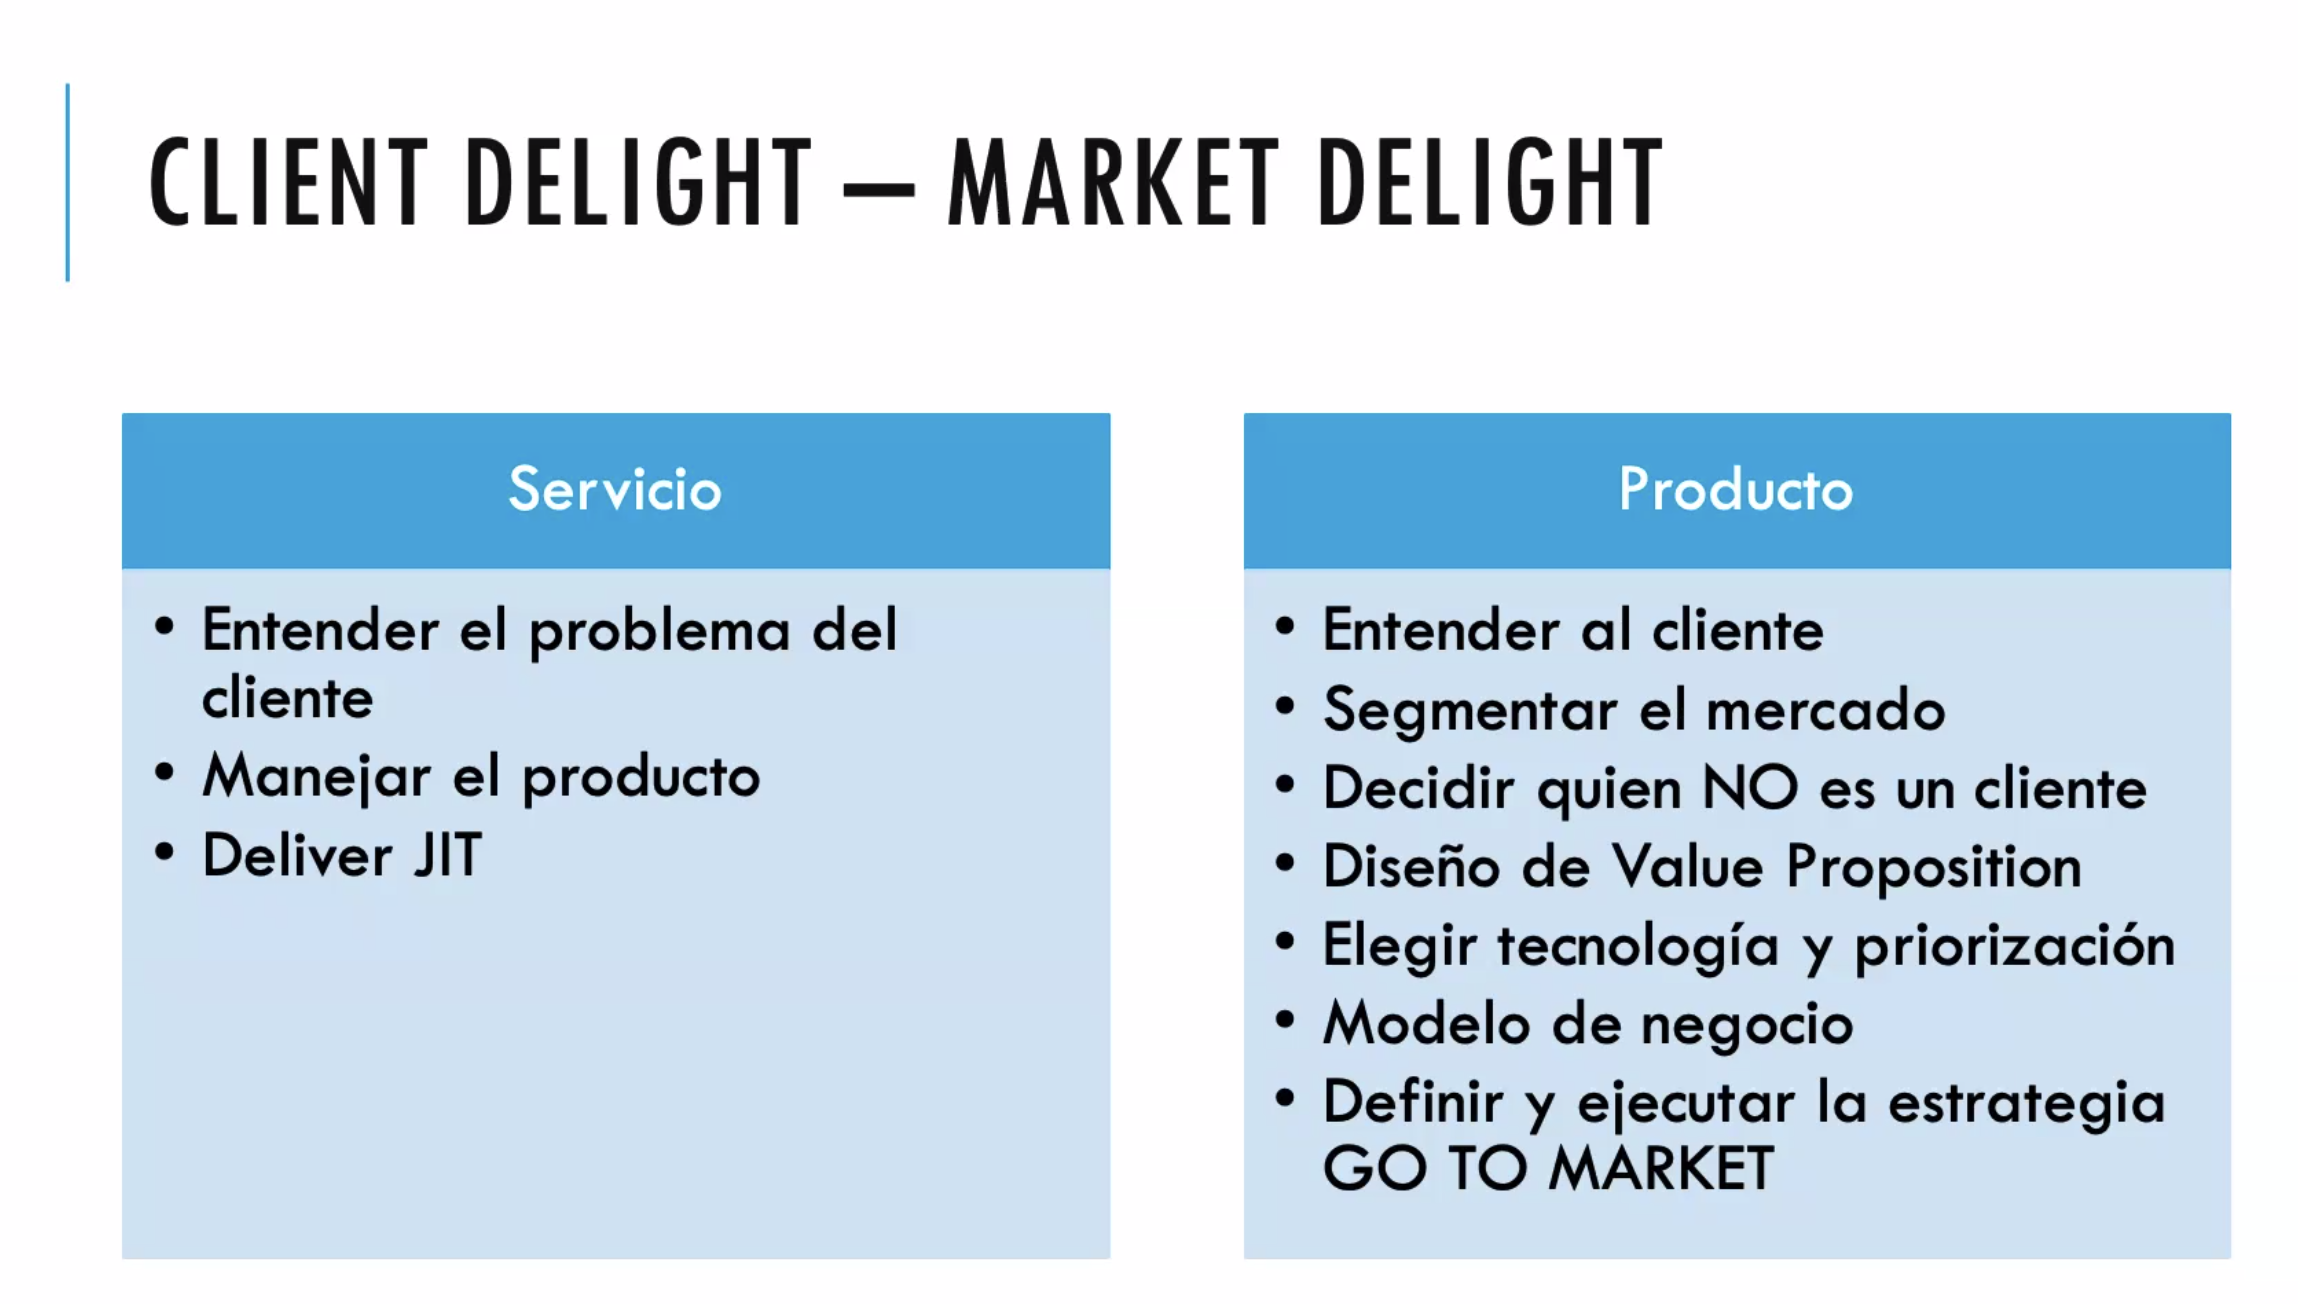 CLIENT DELIGHT – MARKET DELIGHT
Servicio
• Entender el problema del
cliente
• Manejar el producto
• Deliver JIT
Producto
• Entender al cliente
• Segmentar el mercado
• Decidir quien NO es un cliente
• Diseño de Value Proposition
• Elegir tecnología y priorización
• Modelo de negocio
• Definir y ejecutar la estrategia
GO TO MARKET